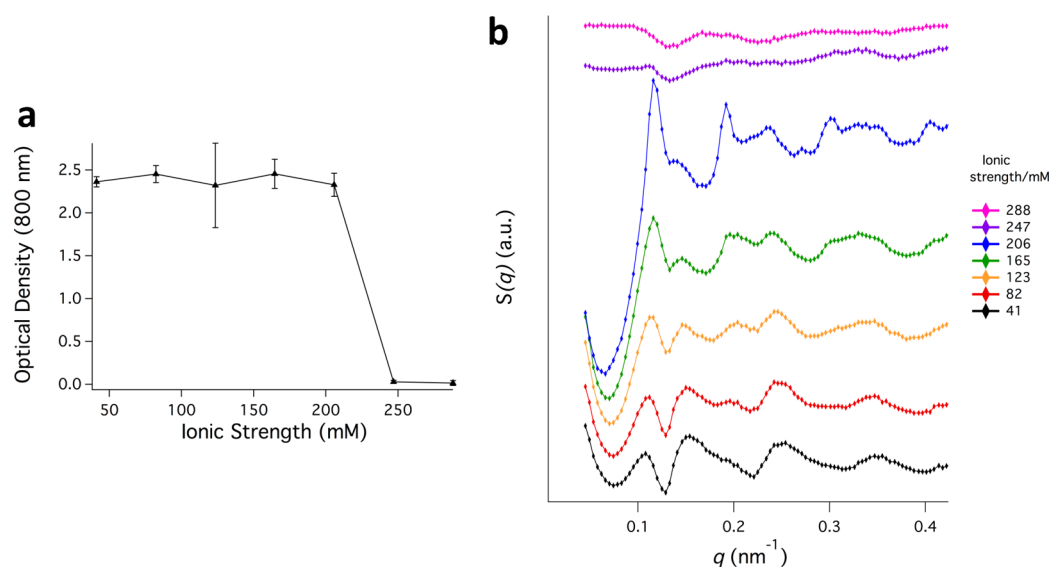 a
Optical Density (800 nm)
2.5
2.0
1.5
1.0
0.5
0.0
50
100
150
200
250
Ionic Strength (mM)
b
S(q) (a.u.)
0.1
0.2
0.3
0.4
q (nm⁻¹)
Ionic
strength/mM
288
247
206
165
123
82
41